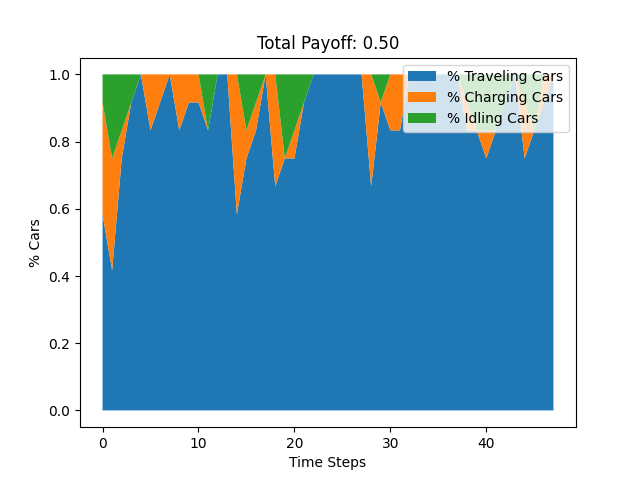 Total Payoff: 0.50
1.0
0.8
0.6
0.4
0.2
0.0
% Cars
% Traveling Cars
% Charging Cars
% Idling Cars
0
10
20
30
40
Time Steps